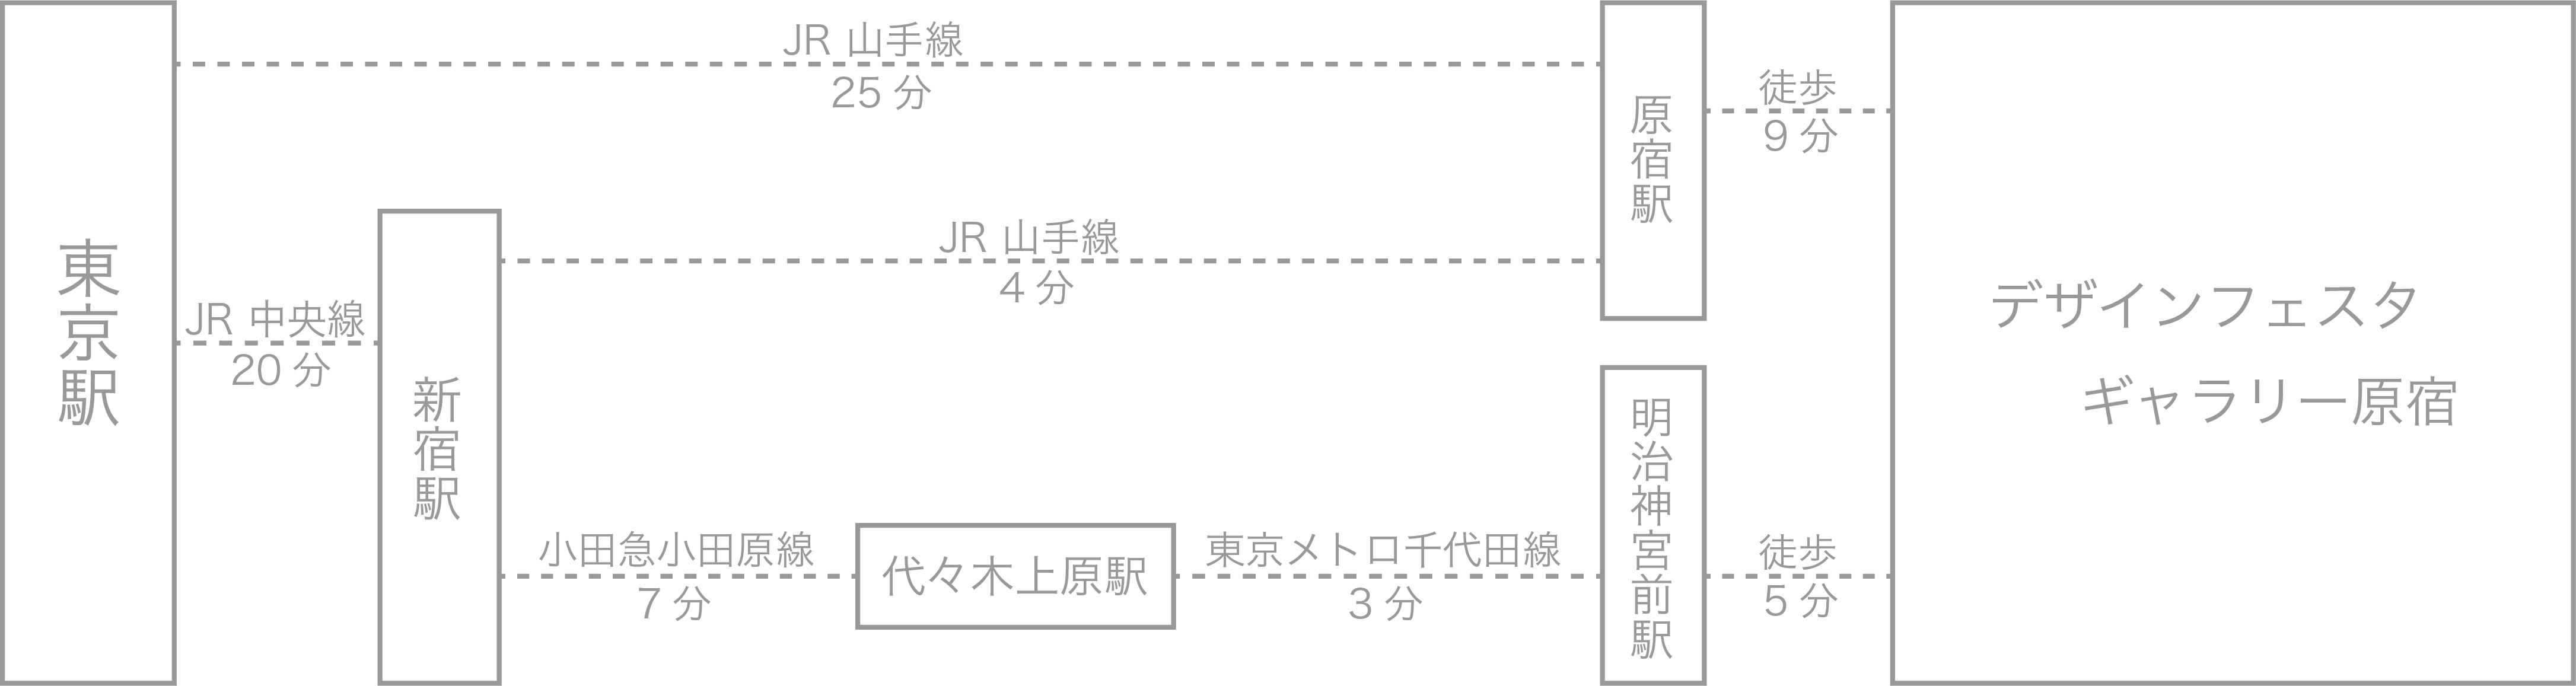 東京駅
JR 山手線
25 分
原宿駅
徒歩
9 分
JR 中央線
20 分
新宿駅
JR 山手線
4 分
小田急小田原線
7 分
代々木上原駅
東京メトロ千代田線
3 分
明治神宮前駅
徒歩
5 分
デザインフェスタ
ギャラリー原宿